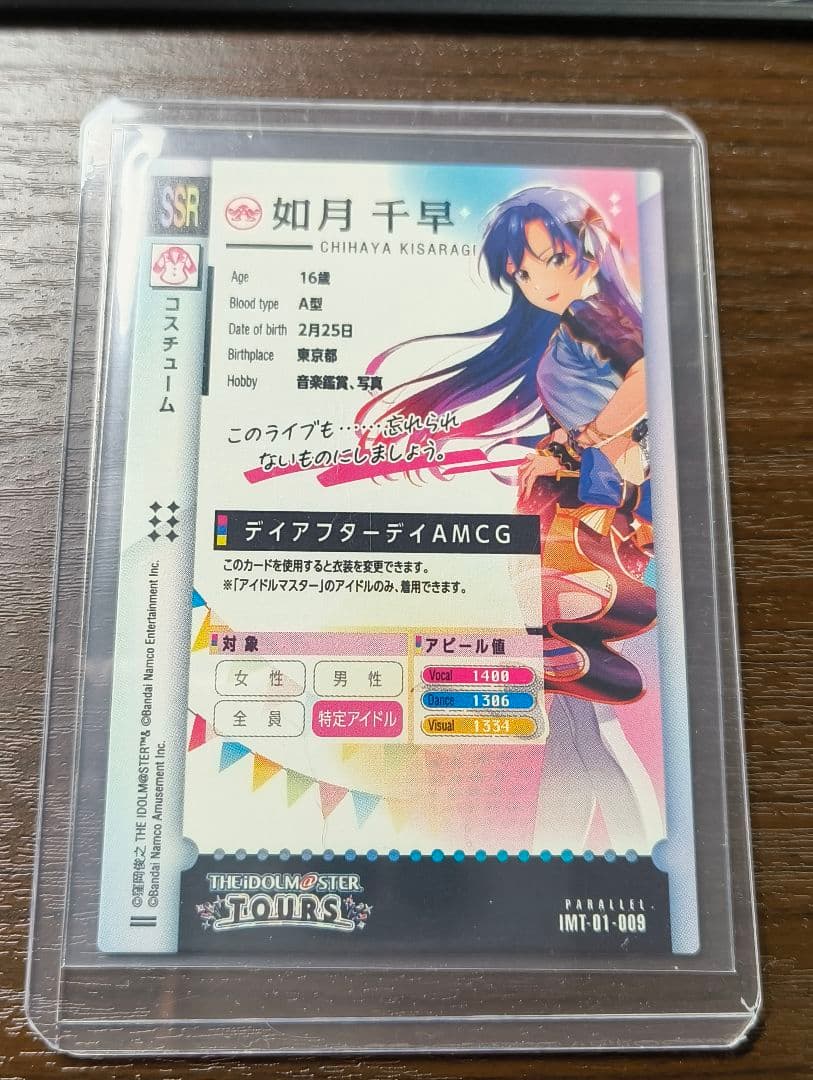 SSR
コスチューム
如月 千早
CHIHAYA KISARAGI
Age 16歳
Blood type A型
Date of birth 2月25日
Birthplace 東京都
Hobby 音楽鑑賞、写真
このライブも……忘れられ
ないものにしましょう。
デイアフターデイAMCG
このカードを使用すると衣装を変更できます。
※「アイドルマスター」のアイドルのみ、着用できます。
対象
女性
男性
全員
特定アイドル
アピール値
Vocal 1400
Dance 1306
Visual 1334
©窪岡俊之 THE IDOLM@STER™& ©Bandai Namco Entertainment Inc.
©Bandai Namco Amusement Inc.
THE iDOLM@STER
TOURS
PARALLEL
IMT-01-009